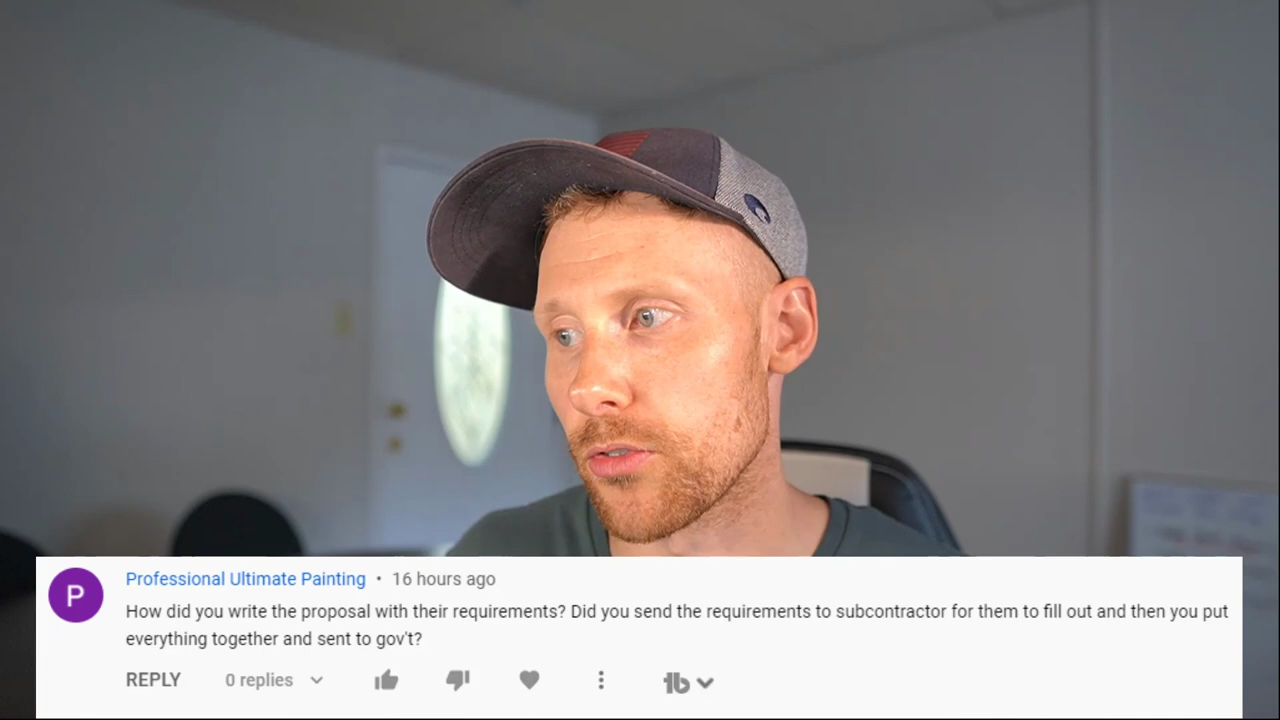 P
Professional Ultimate Painting • 16 hours ago
How did you write the proposal with their requirements? Did you send the requirements to subcontractor for them to fill out and then you put
everything together and sent to gov't?
REPLY 0 replies
tb